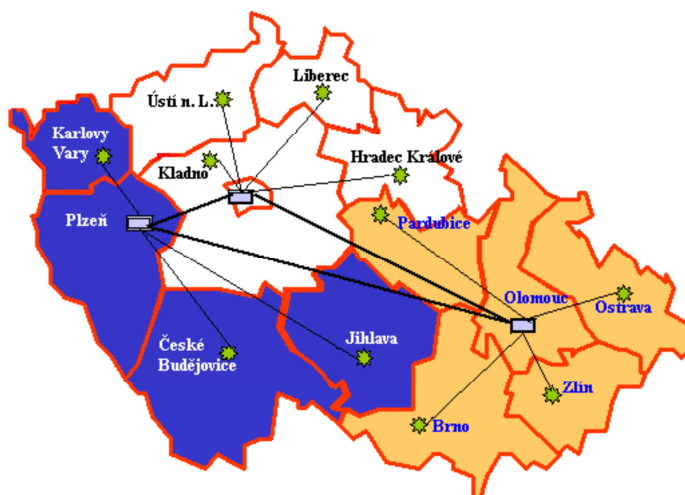 Liberec
Ústí n. L.
Karlovy
Vary
Kladno
Hradec Králové
Plzeň
Pardubice
Olomouc
Ostrava
České
Budějovice
Jihlava
Zlín
Brno